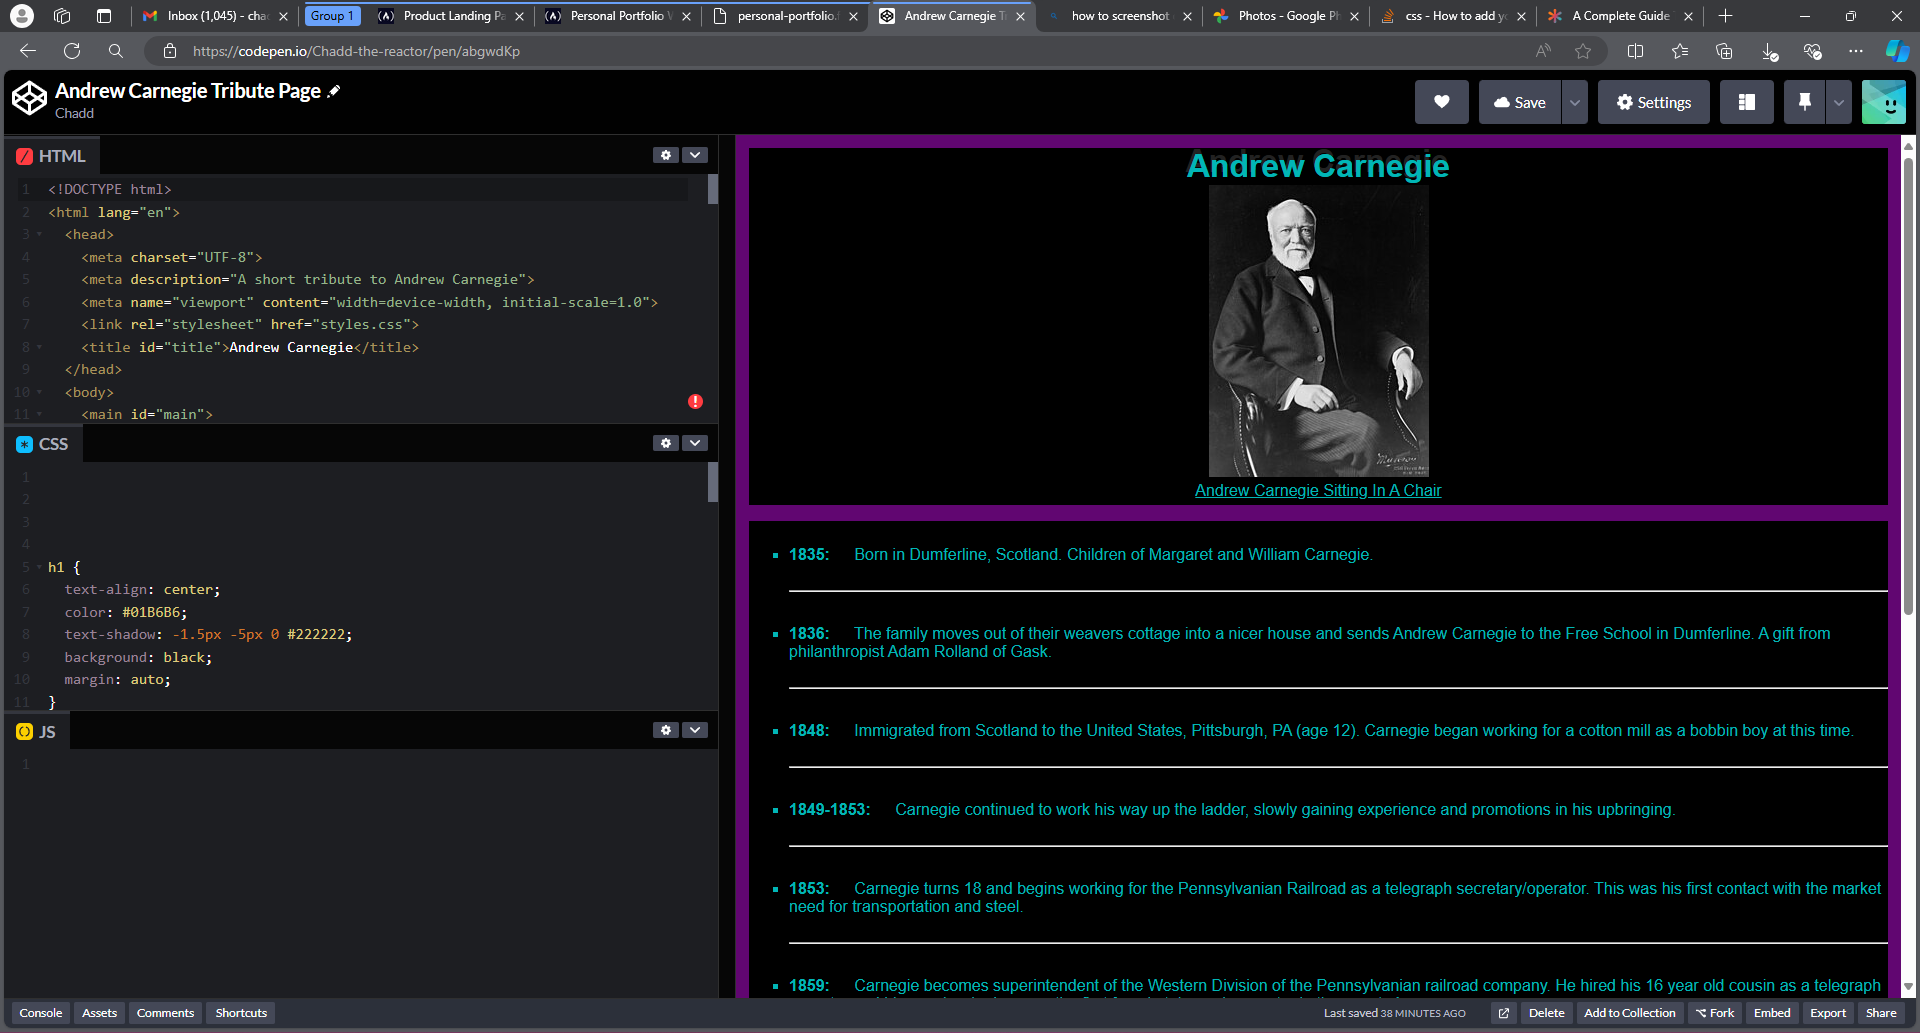 Inbox (1,045) - cha
Group 1
Product Landing Pa
Personal Portfolio W
personal-portfolio.
Andrew Carnegie T
how to screenshot
Photos - Google Ph
css - How to add y
A Complete Guide
https://codepen.io/Chadd-the-reactor/pen/abgwdKp
Andrew Carnegie Tribute Page
Chadd
Save
Settings
HTML
1 <!DOCTYPE html>
2 <html lang="en">
3 <head>
4 <meta charset="UTF-8">
5 <meta description="A short tribute to Andrew Carnegie">
6 <meta name="viewport" content="width=device-width, initial-scale=1.0">
7 <link rel="stylesheet" href="styles.css">
8 <title id="title">Andrew Carnegie</title>
9 </head>
10 <body>
11 <main id="main">
CSS
1
2
3
4
5 h1 {
6 text-align: center;
7 color: #01B6B6;
8 text-shadow: -1.5px -5px 0 #222222;
9 background: black;
10 margin: auto;
11 }
JS
1
Andrew Carnegie
Andrew Carnegie Sitting In A Chair
1835: Born in Dumferline, Scotland. Children of Margaret and William Carnegie.
1836: The family moves out of their weavers cottage into a nicer house and sends Andrew Carnegie to the Free School in Dumferline. A gift from
philanthropist Adam Rolland of Gask.
1848: Immigrated from Scotland to the United States, Pittsburgh, PA (age 12). Carnegie began working for a cotton mill as a bobbin boy at this time.
1849-1853: Carnegie continued to work his way up the ladder, slowly gaining experience and promotions in his upbringing.
1853: Carnegie turns 18 and begins working for the Pennsylvanian Railroad as a telegraph secretary/operator. This was his first contact with the market
need for transportation and steel.
1859: Carnegie becomes superintendent of the Western Division of the Pennsylvanian railroad company. He hired his 16 year old cousin as a telegraph
Console
Assets
Comments
Shortcuts
Last saved 38 MINUTES AGO
Delete
Add to Collection
Fork
Embed
Export
Share